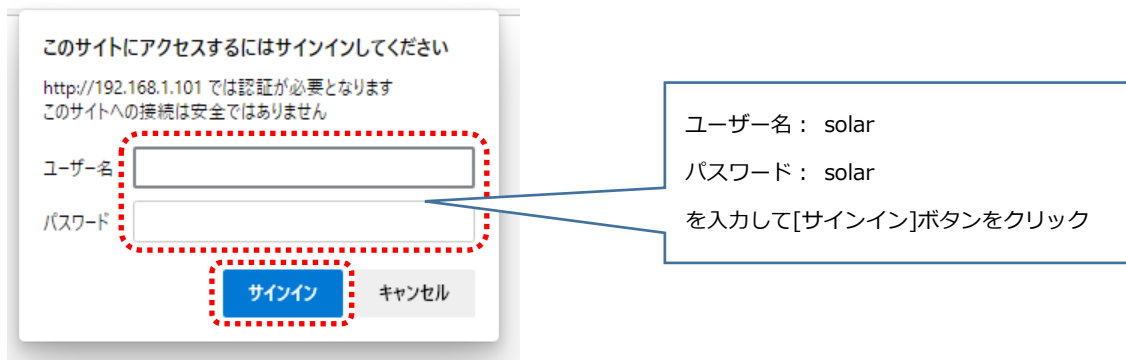 このサイトにアクセスするにはサインインしてください
http://192.168.1.101 では認証が必要となります
このサイトへの接続は安全ではありません
ユーザー名
パスワード
サインイン
キャンセル
ユーザー名： solar
パスワード： solar
を入力して[サインイン]ボタンをクリック